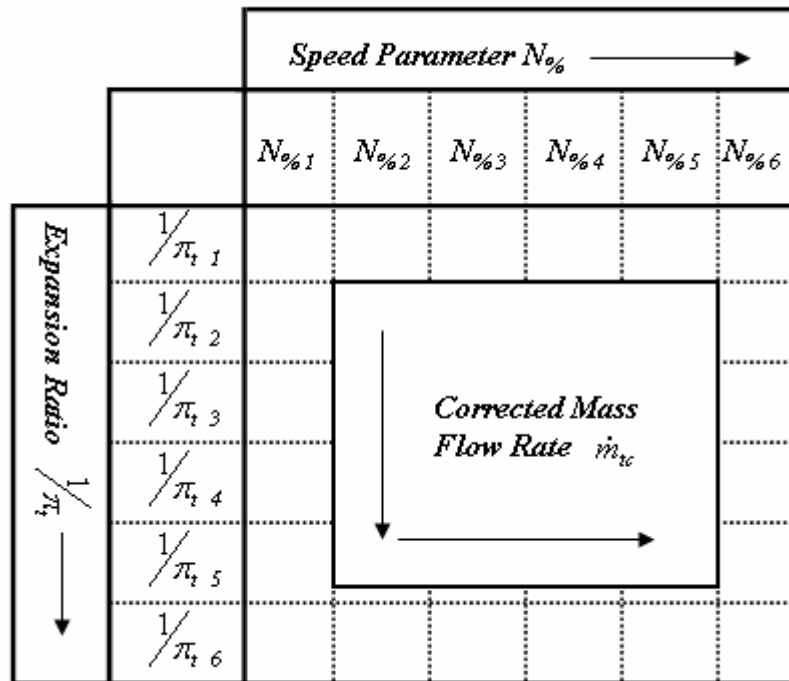 Speed Parameter N%
N%1 N%2 N%3 N%4 N%5 N%6
Expansion Ratio 1/πt
1/πt 1
1/πt 2
1/πt 3
1/πt 4
1/πt 5
1/πt 6
Corrected Mass
Flow Rate ṁtc